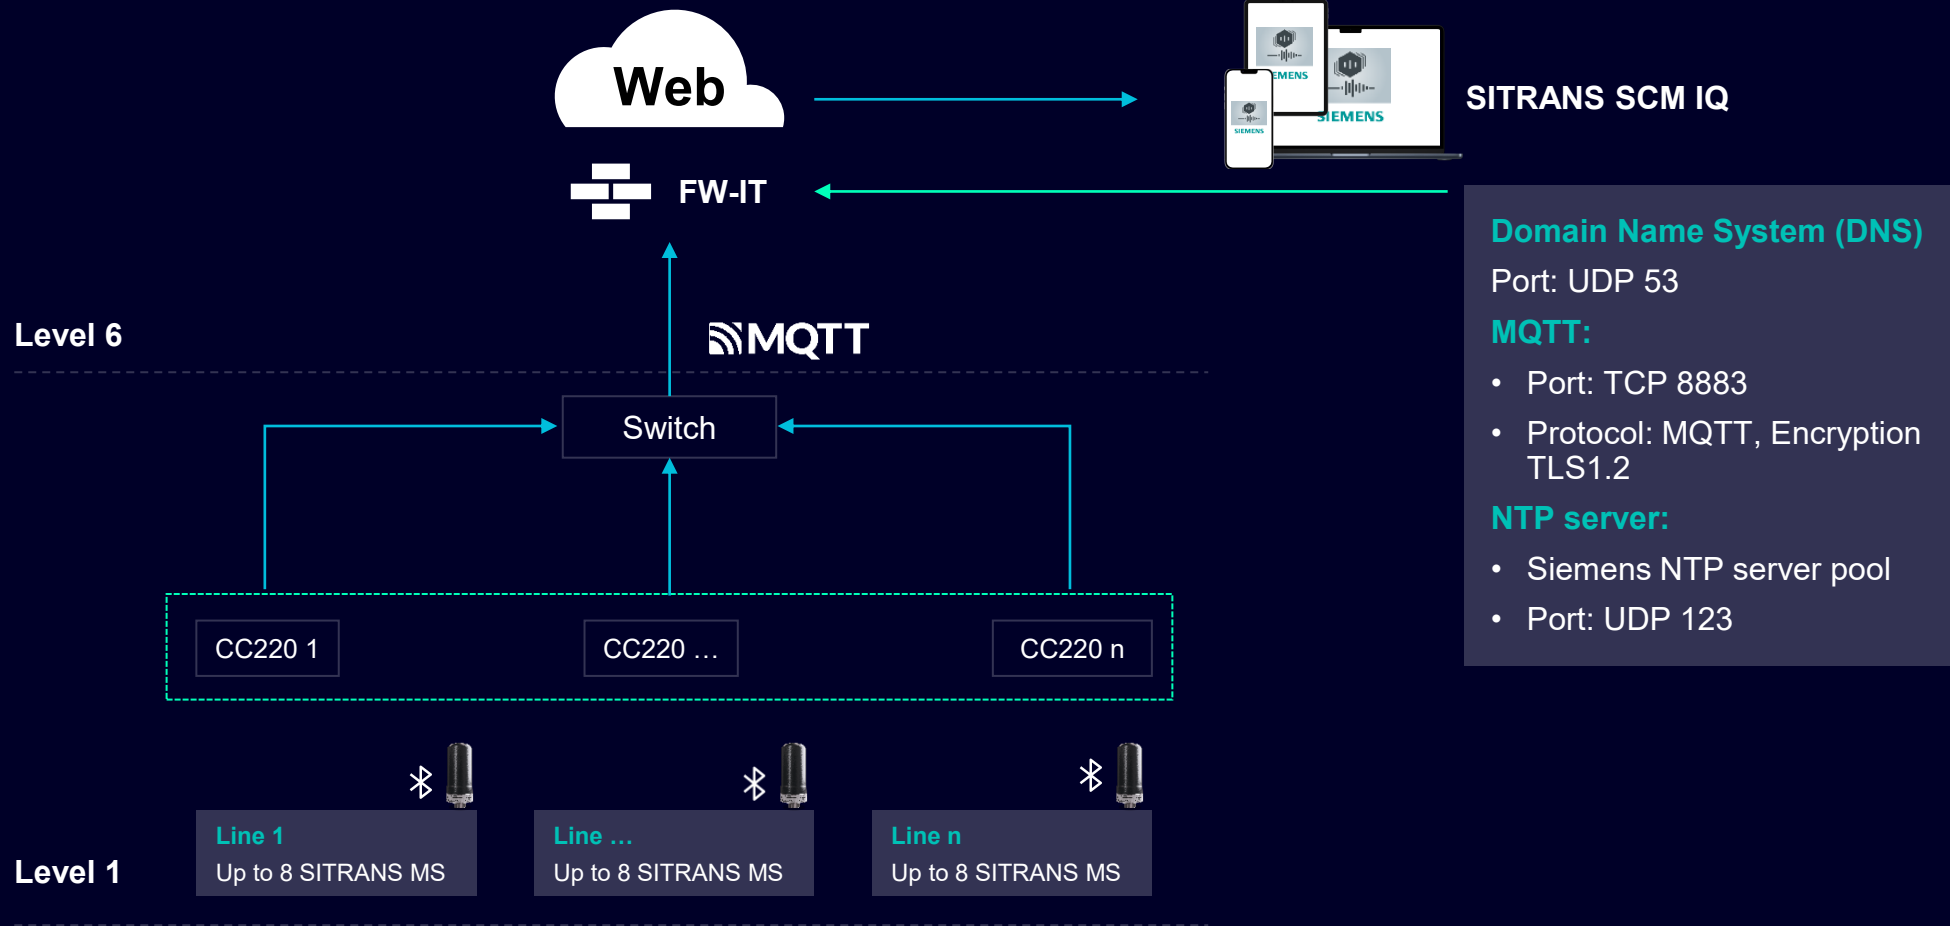 Web
SIEMENS
SIEMENS
SITRANS SCM IQ
FW-IT
Domain Name System (DNS)
Port: UDP 53
MQTT:
• Port: TCP 8883
• Protocol: MQTT, Encryption
TLS1.2
NTP server:
• Siemens NTP server pool
• Port: UDP 123
Level 6
MQTT
Switch
CC220 1
CC220 …
CC220 n
Level 1
Line 1
Up to 8 SITRANS MS
Line …
Up to 8 SITRANS MS
Line n
Up to 8 SITRANS MS